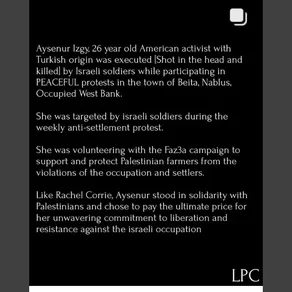 Aysenur Izgy, 26 year old American activist with
Turkish origin was executed [Shot in the head and
killed] by Israeli soldiers while participating in
PEACEFUL protests in the town of Beita, Nablus,
Occupied West Bank.
She was targeted by israeli soldiers during the
weekly anti-settlement protest.
She was volunteering with the Faz3a campaign to
support and protect Palestinian farmers from the
violations of the occupation and settlers.
Like Rachel Corrie, Aysenur stood in solidarity with
Palestinians and chose to pay the ultimate price for
her unwavering commitment to liberation and
resistance against the israeli occupation
LPC